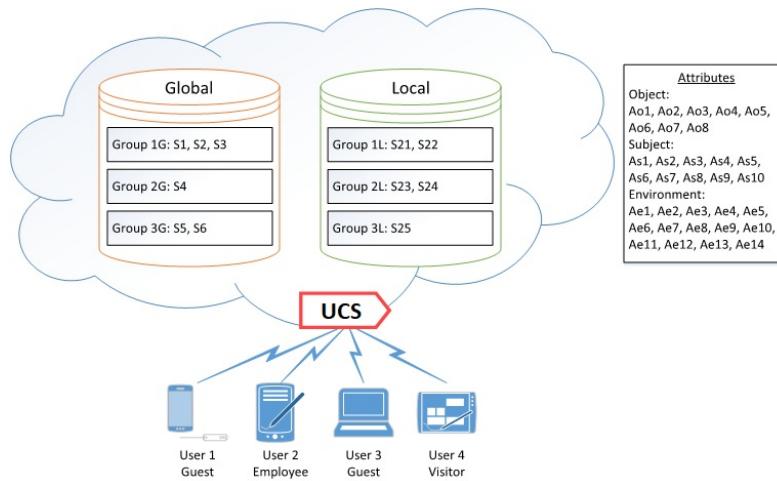 Global
Group 1G: S1, S2, S3
Group 2G: S4
Group 3G: S5, S6
Local
Group 1L: S21, S22
Group 2L: S23, S24
Group 3L: S25
Attributes
Object:
Ao1, Ao2, Ao3, Ao4, Ao5,
Ao6, Ao7, Ao8
Subject:
As1, As2, As3, As4, As5,
As6, As7, As8, As9, As10
Environment:
Ae1, Ae2, Ae3, Ae4, Ae5,
Ae6, Ae7, Ae8, Ae9, Ae10,
Ae11, Ae12, Ae13, Ae14
UCS
User 1
Guest
User 2
Employee
User 3
Guest
User 4
Visitor